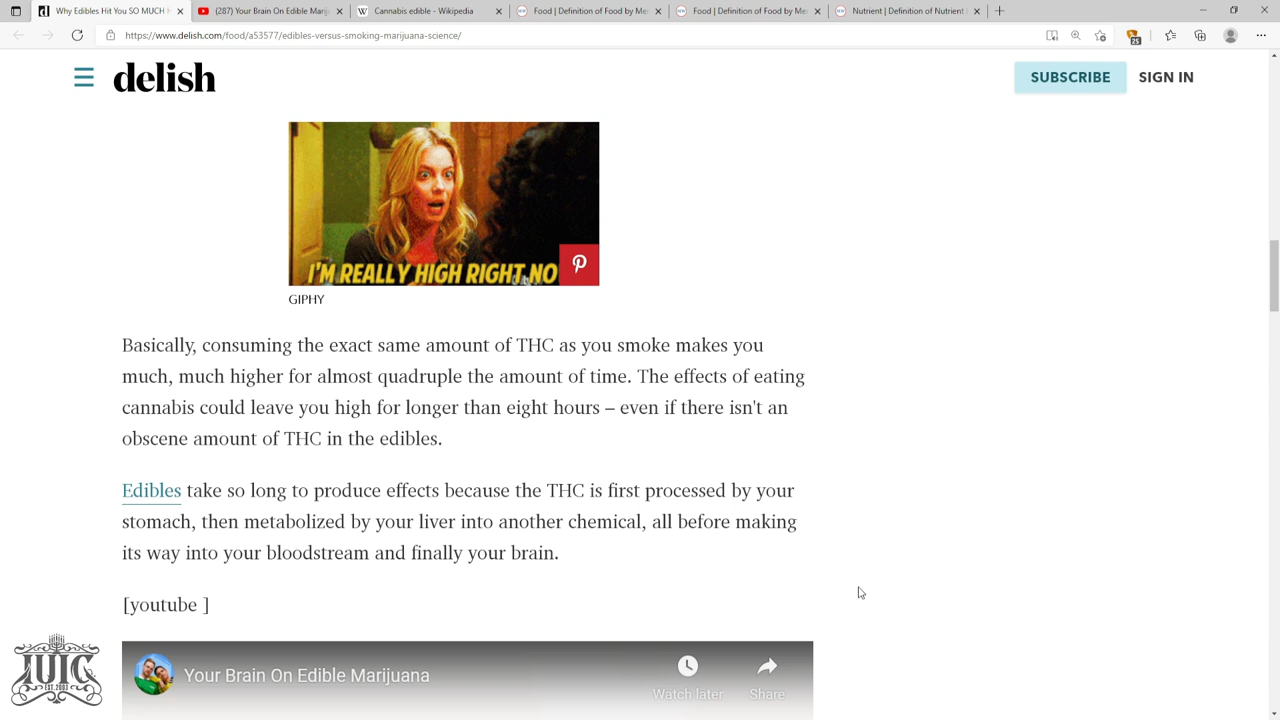 Why Edibles Hit You SO MUCH H
(287) Your Brain On Edible Marij
Cannabis edible - Wikipedia
Food | Definition of Food by Mer
Food | Definition of Food by Mer
Nutrient | Definition of Nutrient
https://www.delish.com/food/a53577/edibles-versus-smoking-marijuana-science/
25
delish
SUBSCRIBE
SIGN IN
I'M REALLY HIGH RIGHT NO
GIPHY
Basically, consuming the exact same amount of THC as you smoke makes you
much, much higher for almost quadruple the amount of time. The effects of eating
cannabis could leave you high for longer than eight hours – even if there isn't an
obscene amount of THC in the edibles.
Edibles take so long to produce effects because the THC is first processed by your
stomach, then metabolized by your liver into another chemical, all before making
its way into your bloodstream and finally your brain.
[youtube ]
Your Brain On Edible Marijuana
Watch later
Share
IUIC
EST. 2003